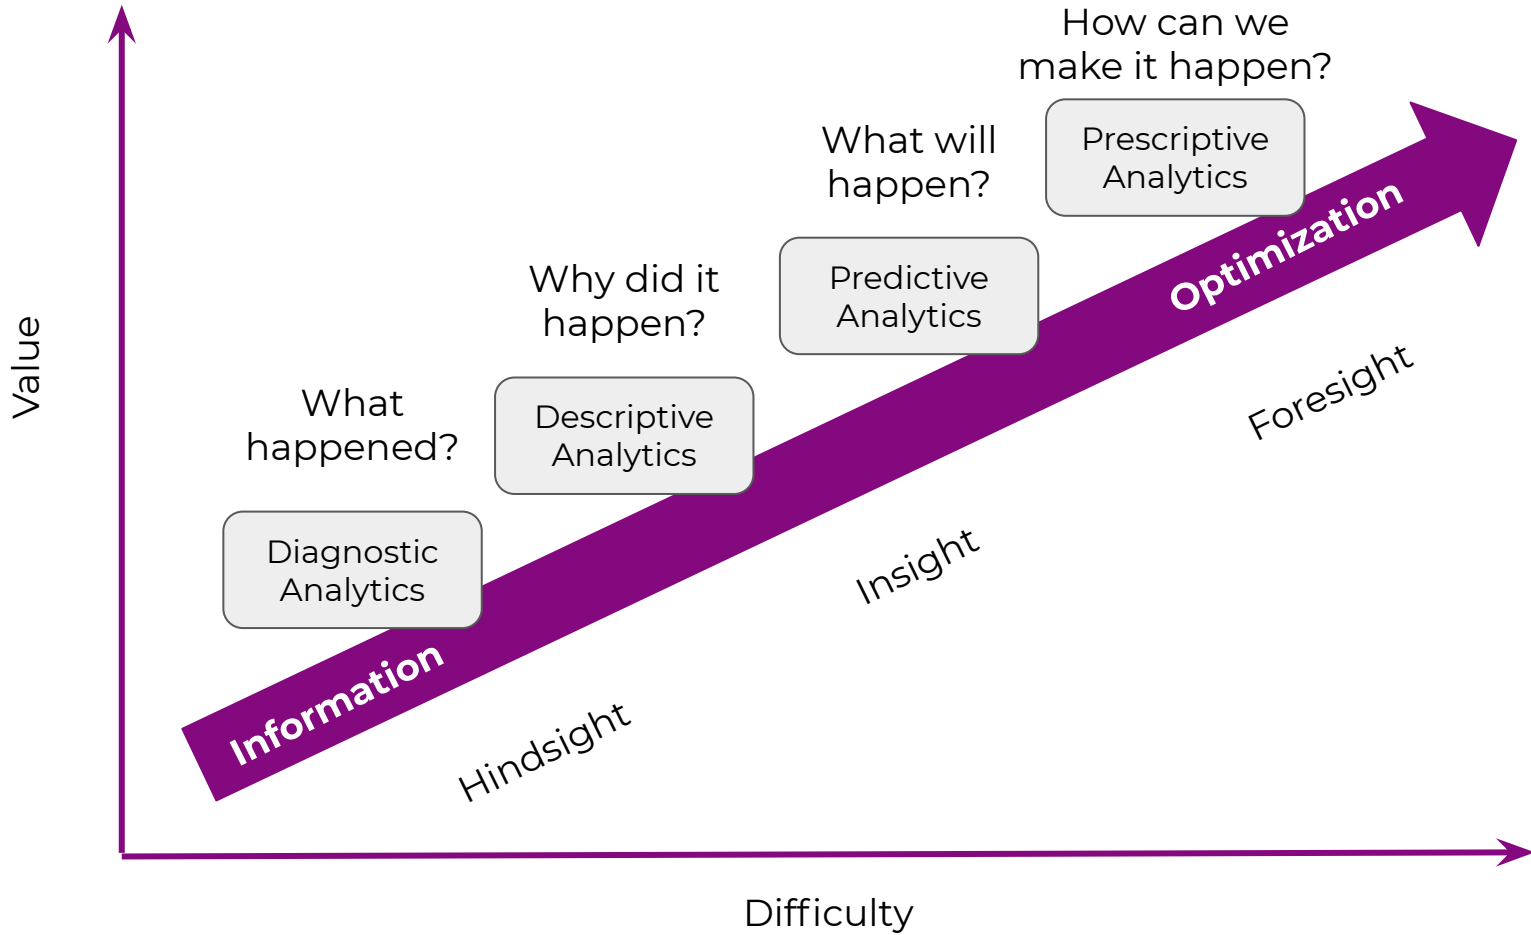 How can we
make it happen?
Prescriptive
Analytics
What will
happen?
Predictive
Analytics
Why did it
happen?
Descriptive
Analytics
What
happened?
Diagnostic
Analytics
Information
Optimization
Hindsight
Insight
Foresight
Value
Difficulty